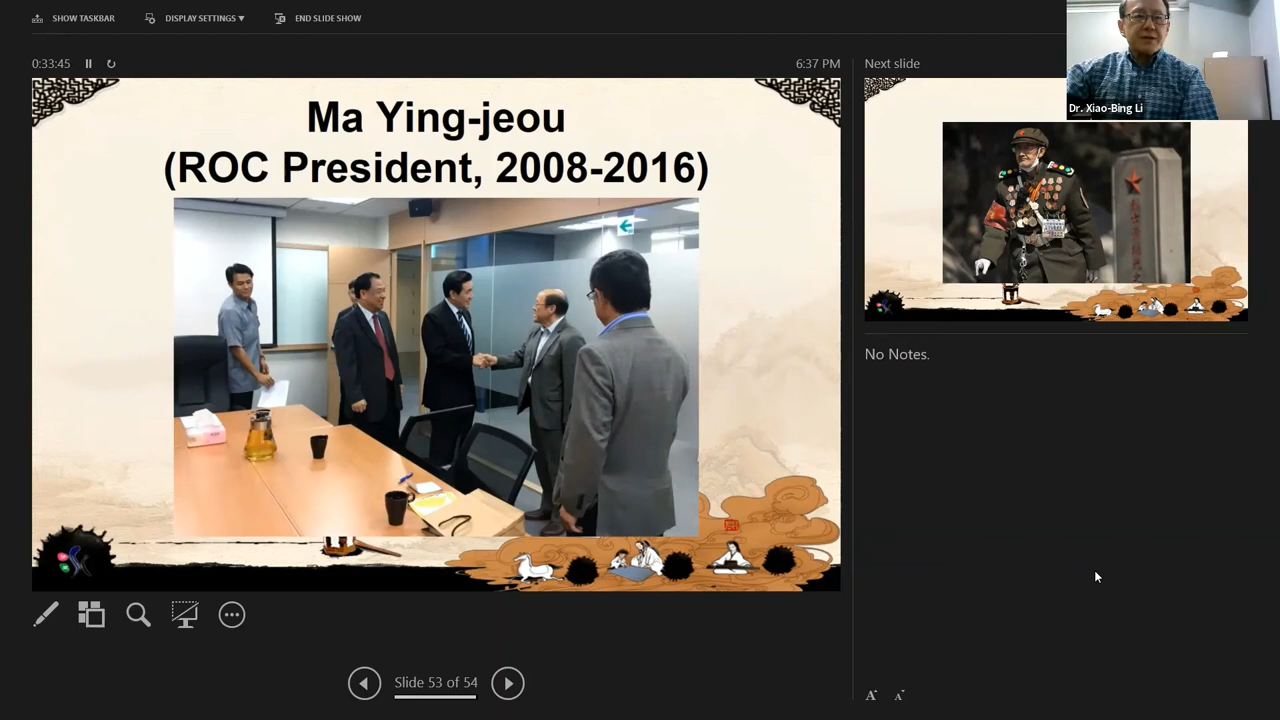 SHOW TASKBAR
DISPLAY SETTINGS ▼
END SLIDE SHOW
0:33:45
6:37 PM
Next slide
Dr. Xiao-Bing Li
Ma Ying-jeou
(ROC President, 2008-2016)
No Notes.
Slide 53 of 54
A
A